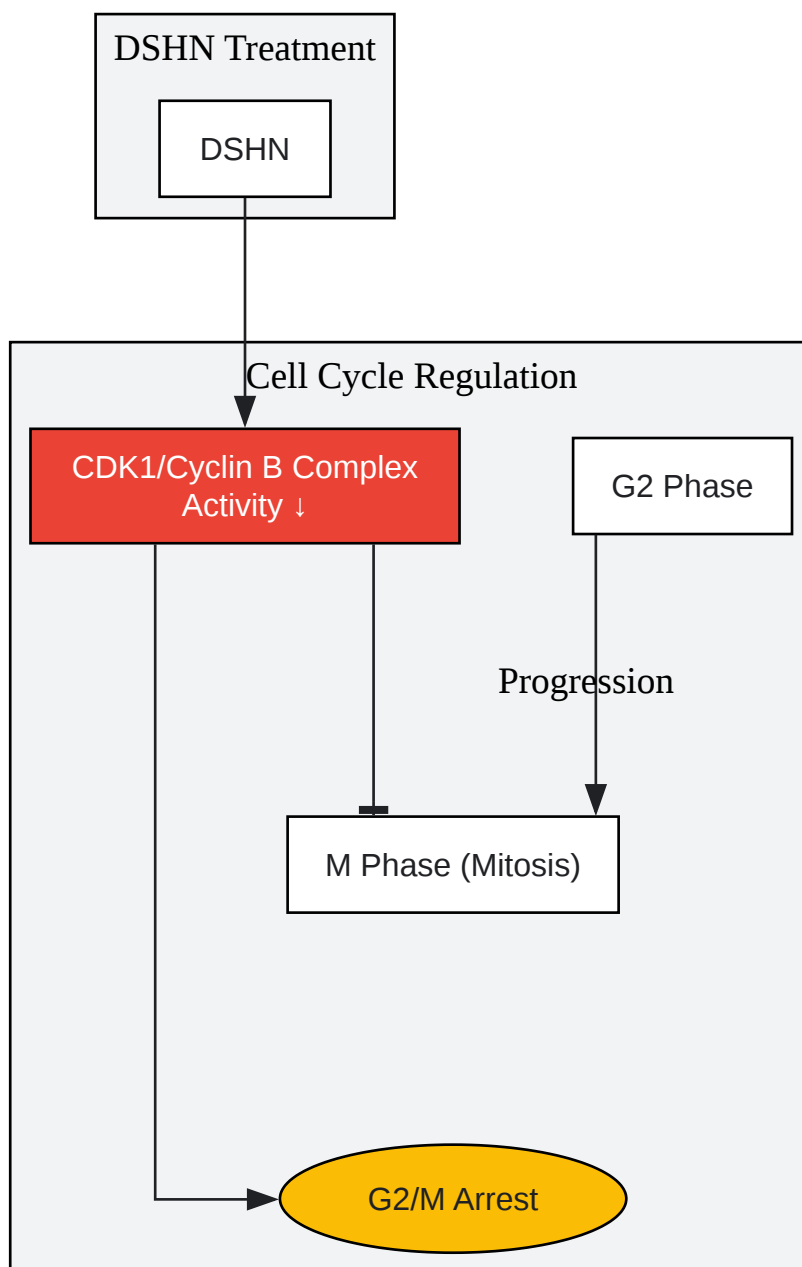 DSHN Treatment
DSHN
Cell Cycle Regulation
CDK1/Cyclin B Complex
Activity ↓
G2 Phase
Progression
M Phase (Mitosis)
G2/M Arrest